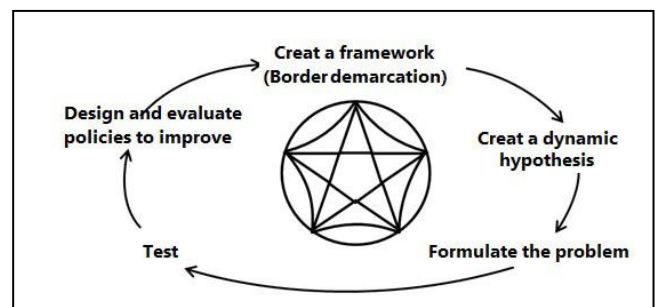 Creat a framework
(Border demarcation)
Creat a dynamic
hypothesis
Formulate the problem
Test
Design and evaluate
policies to improve